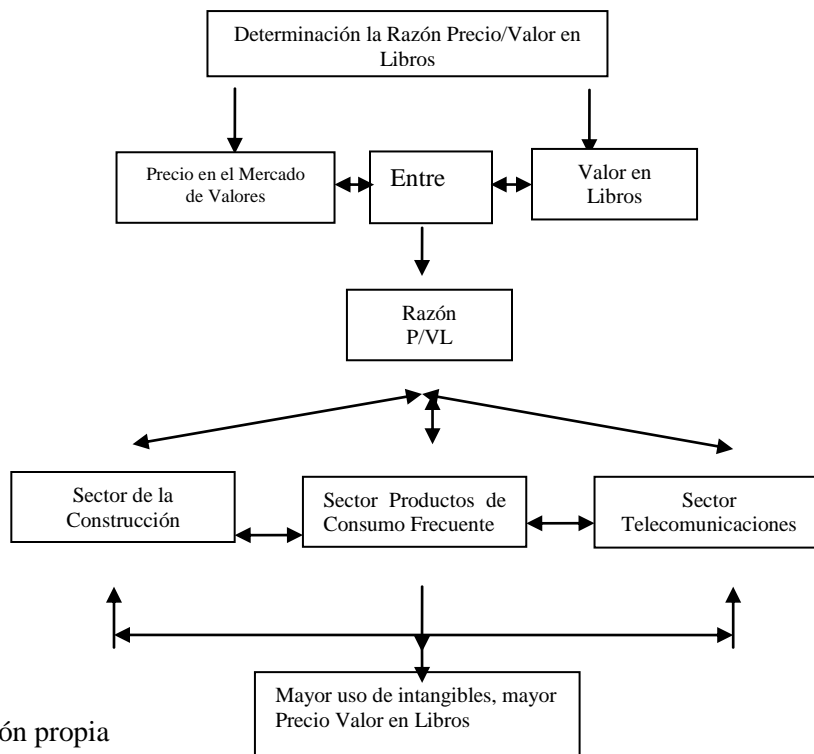 Determinación la Razón Precio/Valor en
Libros
Precio en el Mercado
de Valores
Entre
Valor en
Libros
Razón
P/VL
Sector de la
Construcción
Sector Productos de
Consumo Frecuente
Sector
Telecomunicaciones
Mayor uso de intangibles, mayor
Precio Valor en Libros
ón propia